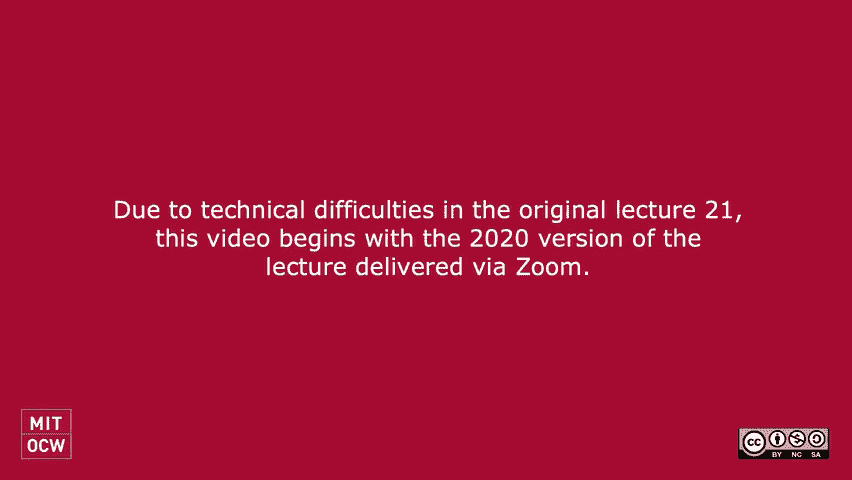 Due to technical difficulties in the original lecture 21,
this video begins with the 2020 version of the
lecture delivered via Zoom.
MIT
OCW
cc
BY NC SA